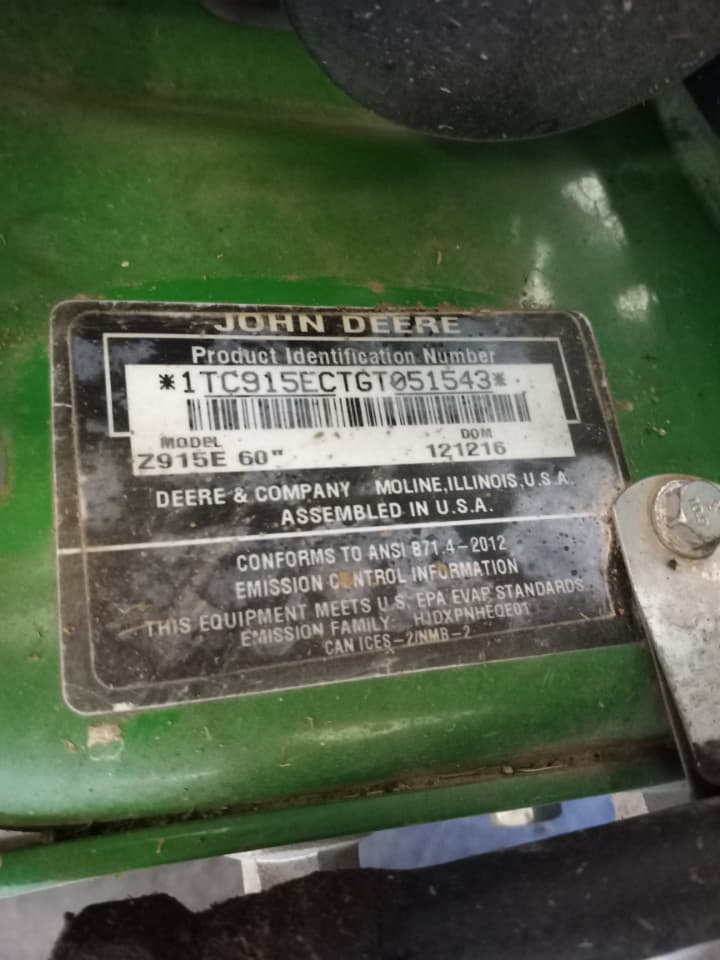 JOHN DEERE
Product Identification Number
*1TC915ECTGT051543*
MODEL DOM
Z915E 60" 121216
DEERE & COMPANY MOLINE, ILLINOIS, U.S.A.
ASSEMBLED IN U.S.A.
CONFORMS TO ANSI B71.4-2012
EMISSION CONTROL INFORMATION
THIS EQUIPMENT MEETS U.S. EPA EVAP STANDARDS.
EMISSION FAMILY: HJDXPNHEQE01
CAN ICES-2/NMB-2